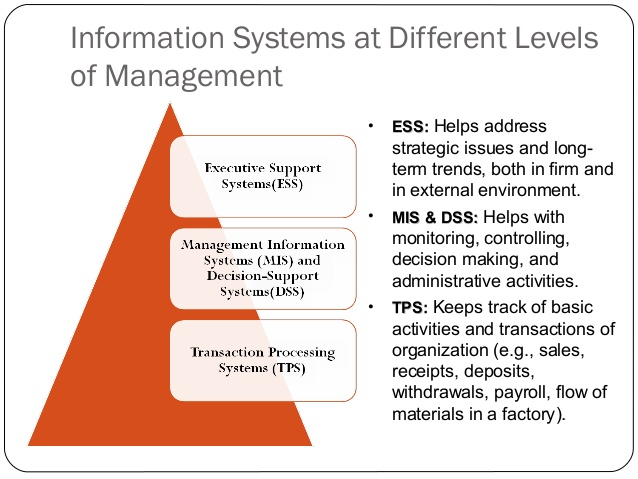 Information Systems at Different Levels
of Management
Executive Support
Systems(ESS)
Management Information
Systems (MIS) and
Decision-Support
Systems(DSS)
Transaction Processing
Systems (TPS)
• ESS: Helps address
strategic issues and long-
term trends, both in firm and
in external environment.
• MIS & DSS: Helps with
monitoring, controlling,
decision making, and
administrative activities.
• TPS: Keeps track of basic
activities and transactions of
organization (e.g., sales,
receipts, deposits,
withdrawals, payroll, flow of
materials in a factory).